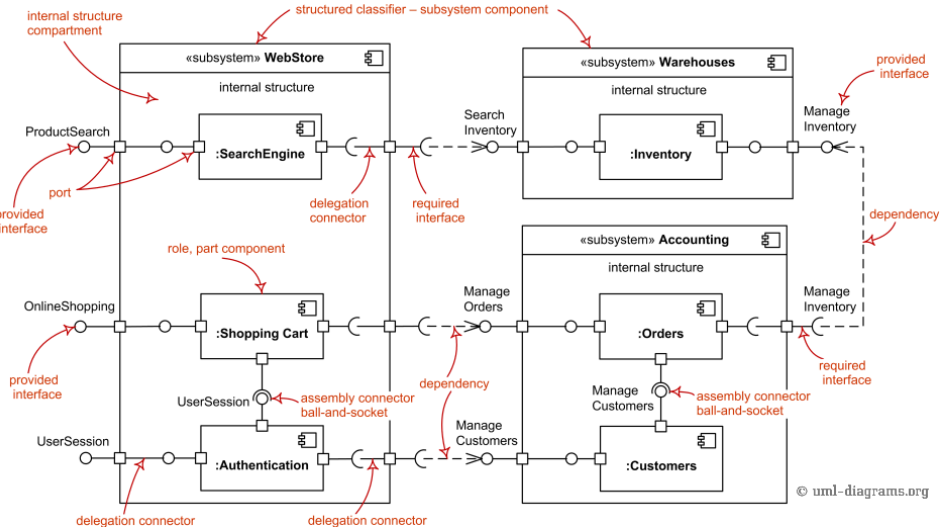 structured classifier – subsystem component
internal structure
compartment
«subsystem» WebStore
internal structure
«subsystem» Warehouses
internal structure
provided
interface
ProductSearch
:SearchEngine
Search
Inventory
:Inventory
Manage
Inventory
port
provided
interface
delegation
connector
required
interface
dependency
role, part component
«subsystem» Accounting
internal structure
OnlineShopping
:Shopping Cart
Manage
Orders
:Orders
Manage
Inventory
provided
interface
dependency
required
interface
UserSession
assembly connector
ball-and-socket
Manage
Customers
assembly connector
ball-and-socket
UserSession
:Authentication
Manage
Customers
:Customers
delegation connector
delegation connector
© uml-diagrams.org